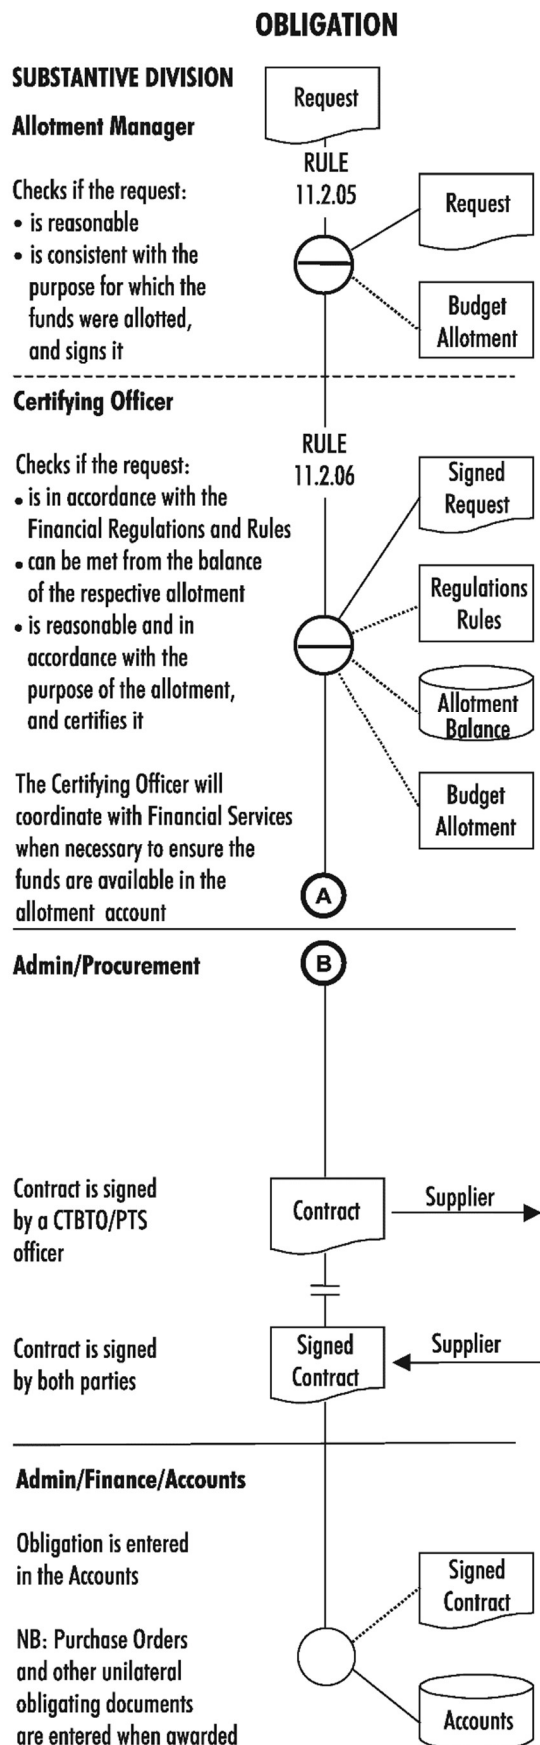 OBLIGATION
SUBSTANTIVE DIVISION
Allotment Manager
Request
RULE
11.2.05
Checks if the request:
• is reasonable
• is consistent with the
purpose for which the
funds were allotted,
and signs it
Request
Budget
Allotment
Certifying Officer
RULE
11.2.06
Checks if the request:
• is in accordance with the
Financial Regulations and Rules
• can be met from the balance
of the respective allotment
• is reasonable and in
accordance with the
purpose of the allotment,
and certifies it
Signed
Request
Regulations
Rules
Allotment
Balance
Budget
Allotment
The Certifying Officer will
coordinate with Financial Services
when necessary to ensure the
funds are available in the
allotment account
A
Admin/Procurement
B
Contract is signed
by a CTBTO/PTS
officer
Contract
Supplier
Contract is signed
by both parties
Signed
Contract
Supplier
Admin/Finance/Accounts
Obligation is entered
in the Accounts
Signed
Contract
NB: Purchase Orders
and other unilateral
obligating documents
are entered when awarded
Accounts